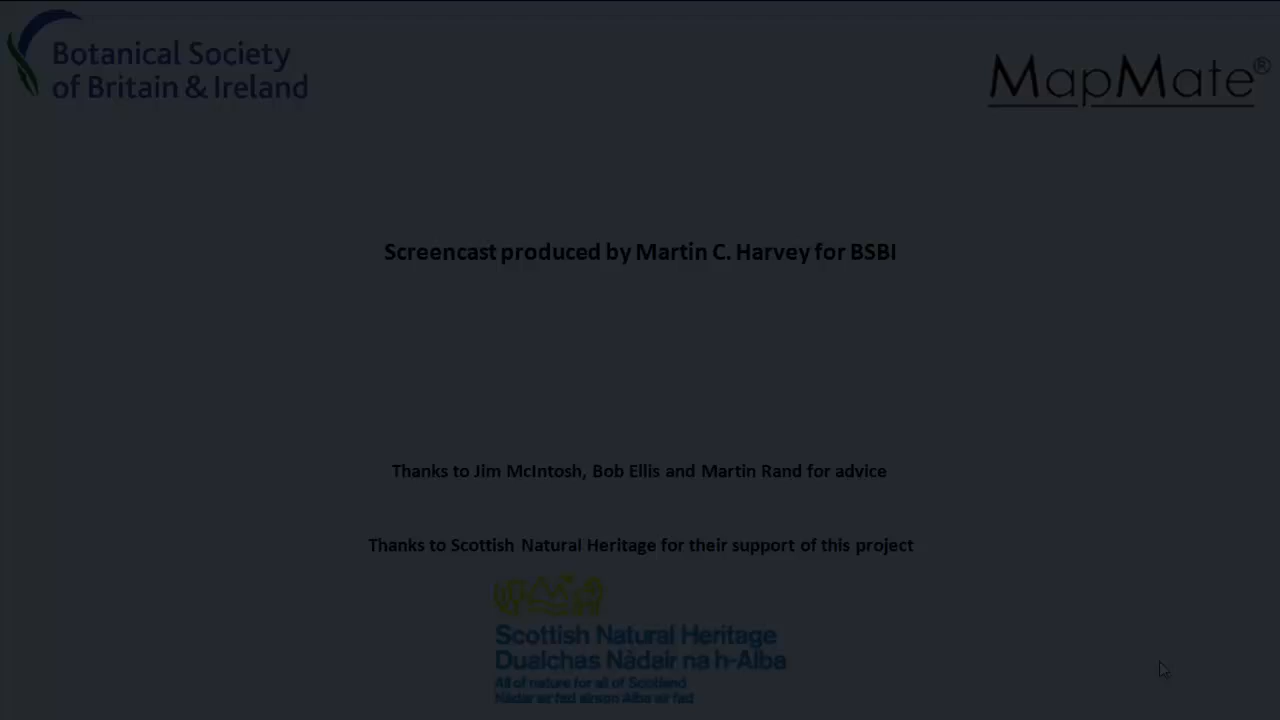 Botanical Society
of Britain & Ireland
MapMate®
Screencast produced by Martin C. Harvey for BSBI
Thanks to Jim McIntosh, Bob Ellis and Martin Rand for advice
Thanks to Scottish Natural Heritage for their support of this project
Scottish Natural Heritage
Dualchas Nàdair na h-Alba
All of nature for all of Scotland
Nàdar air fad airson Alba air fad